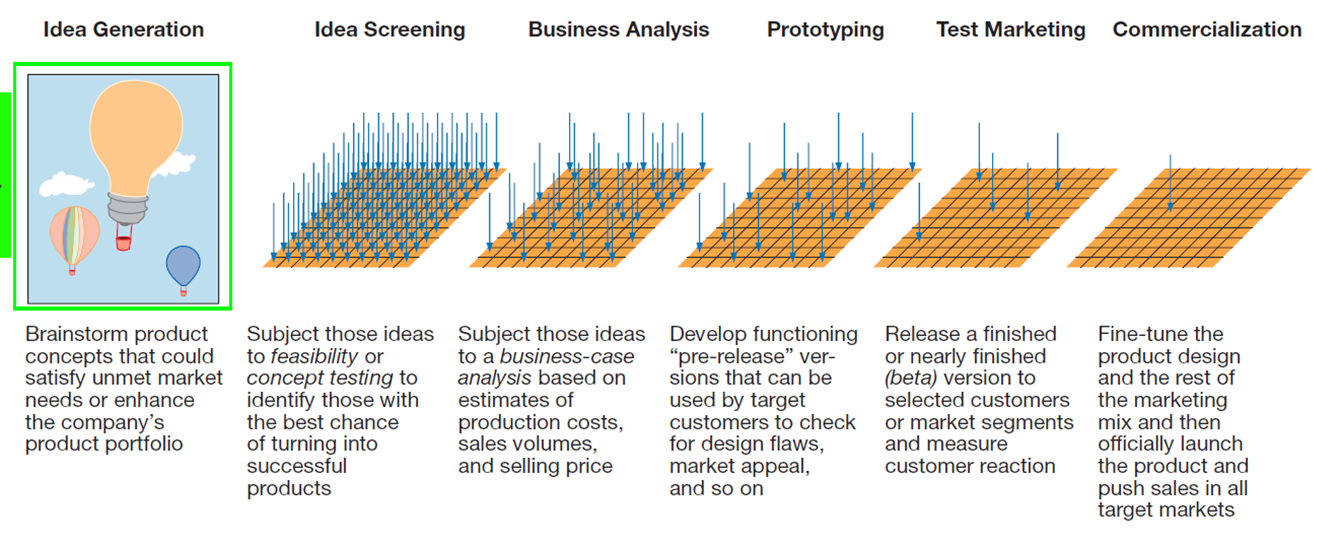 Idea Generation
Idea Screening
Business Analysis
Prototyping
Test Marketing
Commercialization
Brainstorm product
concepts that could
satisfy unmet market
needs or enhance
the company’s
product portfolio
Subject those ideas
to feasibility or
concept testing to
identify those with
the best chance
of turning into
successful
products
Subject those ideas
to a business-case
analysis based on
estimates of
production costs,
sales volumes,
and selling price
Develop functioning
“pre-release” ver-
sions that can be
used by target
customers to check
for design flaws,
market appeal,
and so on
Release a finished
or nearly finished
(beta) version to
selected customers
or market segments
and measure
customer reaction
Fine-tune the
product design
and the rest of
the marketing
mix and then
officially launch
the product and
push sales in all
target markets